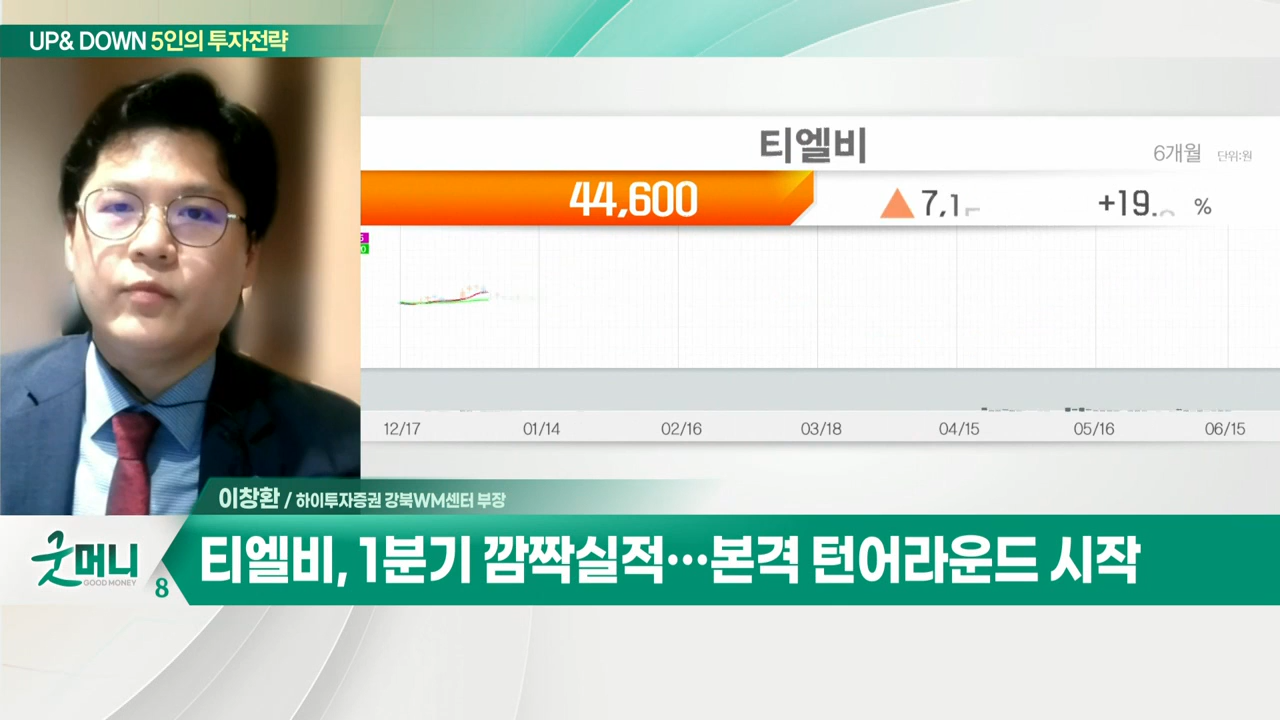 UP& DOWN 5인의 투자전략
티엘비
6개월 단위:원
44,600
▲ 7,1
+19. %
12/17 01/14 02/16 03/18 04/15 05/16 06/15
이창환 / 하이투자증권 강북WM센터 부장
굿머니
GOOD MONEY
8
티엘비, 1분기 깜짝실적…본격 턴어라운드 시작